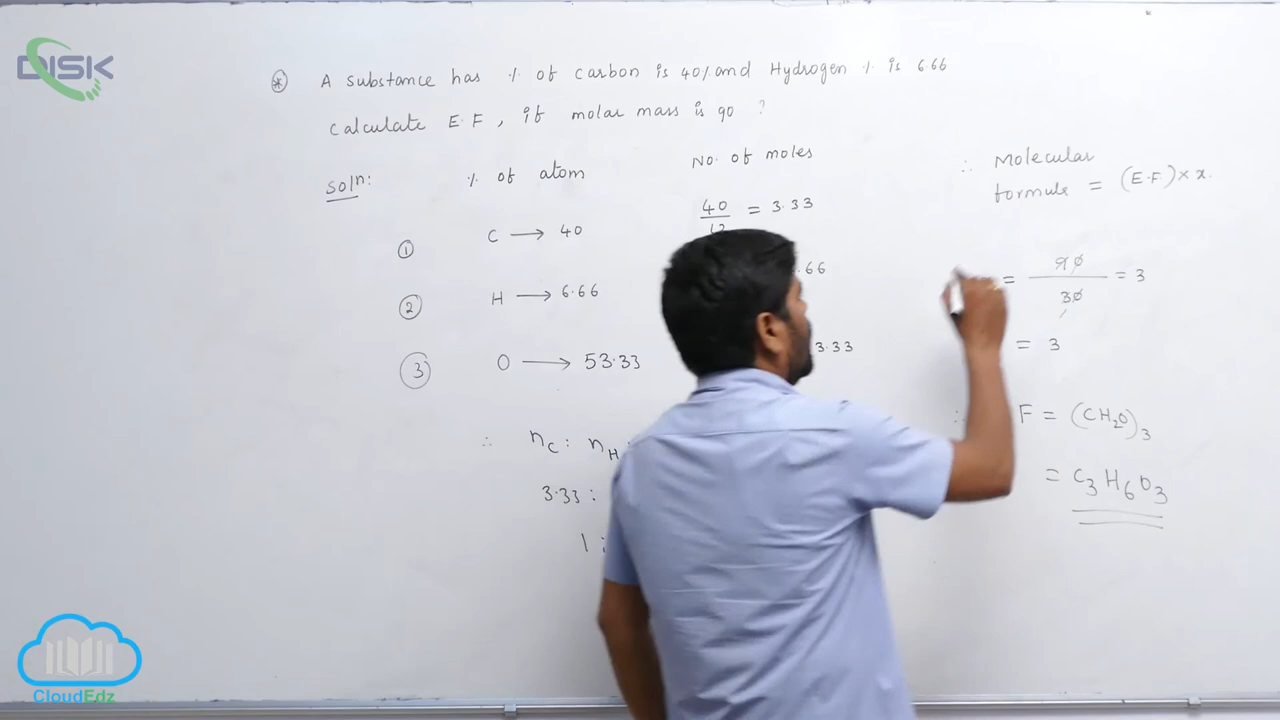 DISK
⊛ A substance has % of carbon is 40% and Hydrogen % is 6.66
calculate E.F, if molar mass is 90 ?
soln:
% of atom
No. of moles
① C → 40
40/12 = 3.33
② H → 6.66
.66
③ O → 53.33
3.33
∴ nC : nH :
3.33 :
1 :
∴ Molecular
formula = (E.F.) × x.
= 90/30 = 3
= 3
∴ F = (CH2O)3
= C3H6O3
CloudEdz